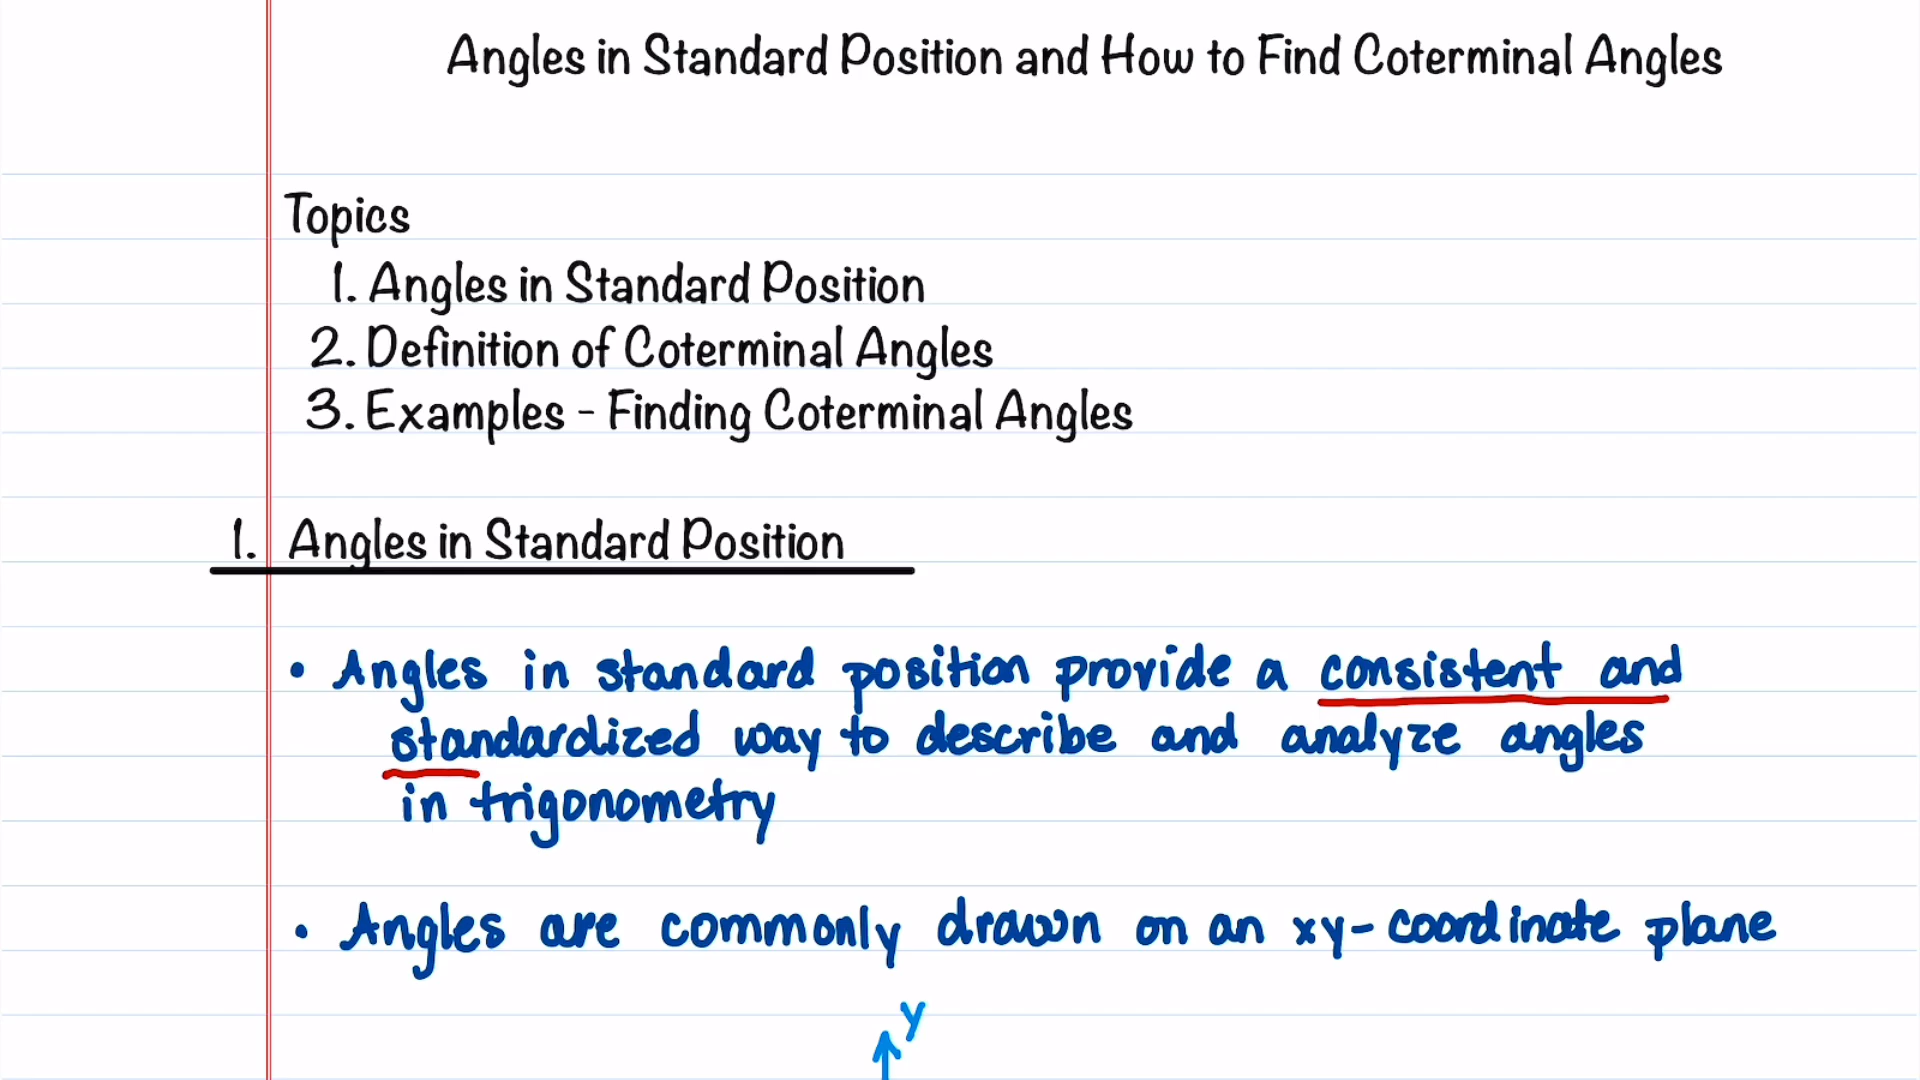 Angles in Standard Position and How to Find Coterminal Angles
Topics
1. Angles in Standard Position
2. Definition of Coterminal Angles
3. Examples - Finding Coterminal Angles
1. Angles in Standard Position
• Angles in standard position provide a consistent and
standardized way to describe and analyze angles
in trigonometry
• Angles are commonly drawn on an xy-coordinate plane
y